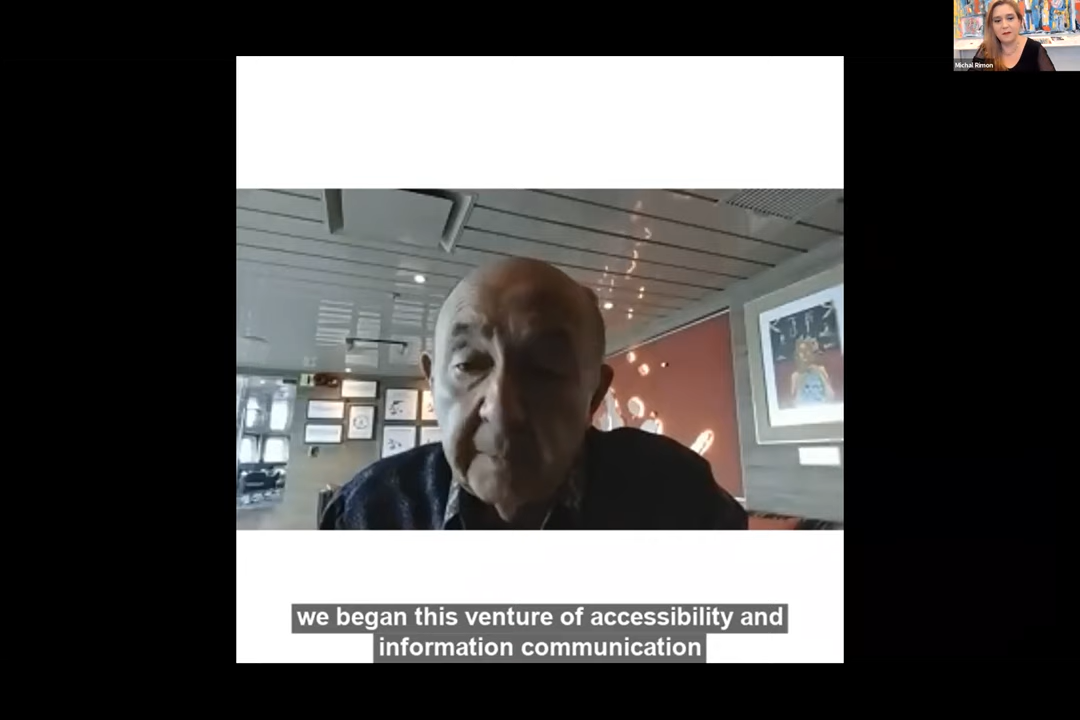 Michal Rimon
we began this venture of accessibility and
information communication